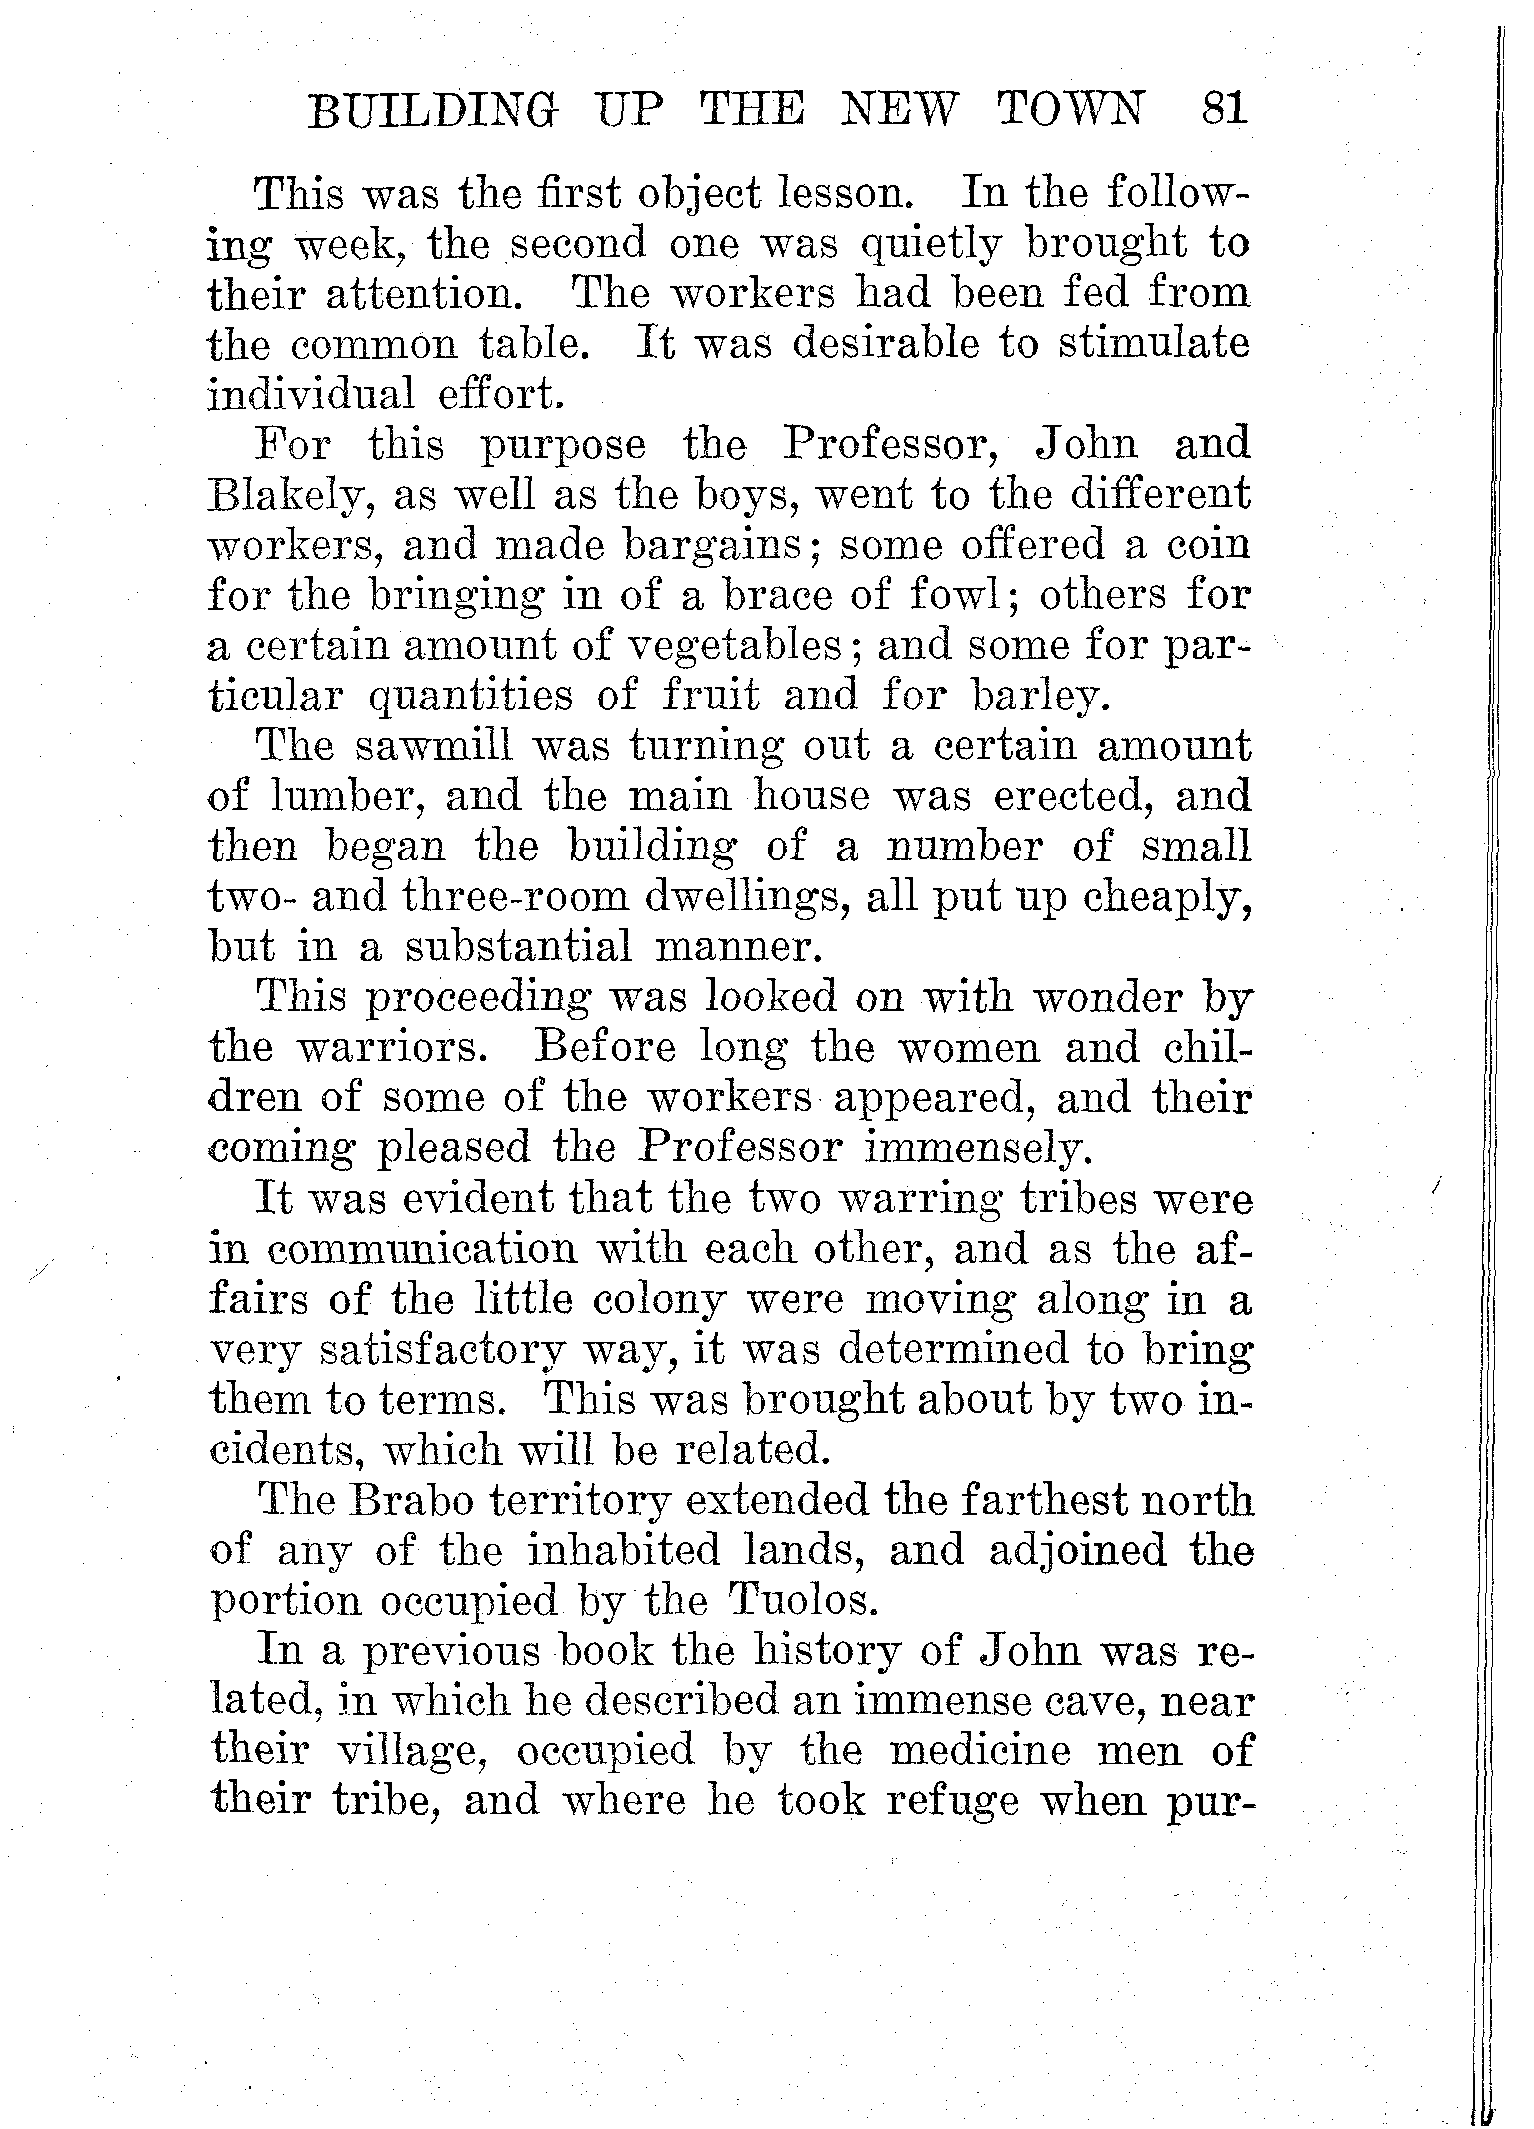 BUILDING UP THE NEW TOWN 81
This was the first object lesson. In the follow-
ing week, the second one was quietly brought to
their attention. The workers had been fed from
the common table. It was desirable to stimulate
individual effort.
For this purpose the Professor, John and
Blakely, as well as the boys, went to the different
workers, and made bargains; some offered a coin
for the bringing in of a brace of fowl; others for
a certain amount of vegetables; and some for par-
ticular quantities of fruit and for barley.
The sawmill was turning out a certain amount
of lumber, and the main house was erected, and
then began the building of a number of small
two- and three-room dwellings, all put up cheaply,
but in a substantial manner.
This proceeding was looked on with wonder by
the warriors. Before long the women and chil-
dren of some of the workers appeared, and their
coming pleased the Professor immensely.
It was evident that the two warring tribes were
in communication with each other, and as the af-
fairs of the little colony were moving along in a
very satisfactory way, it was determined to bring
them to terms. This was brought about by two in-
cidents, which will be related.
The Brabo territory extended the farthest north
of any of the inhabited lands, and adjoined the
portion occupied by the Tuolos.
In a previous book the history of John was re-
lated, in which he described an immense cave, near
their village, occupied by the medicine men of
their tribe, and where he took refuge when pur-